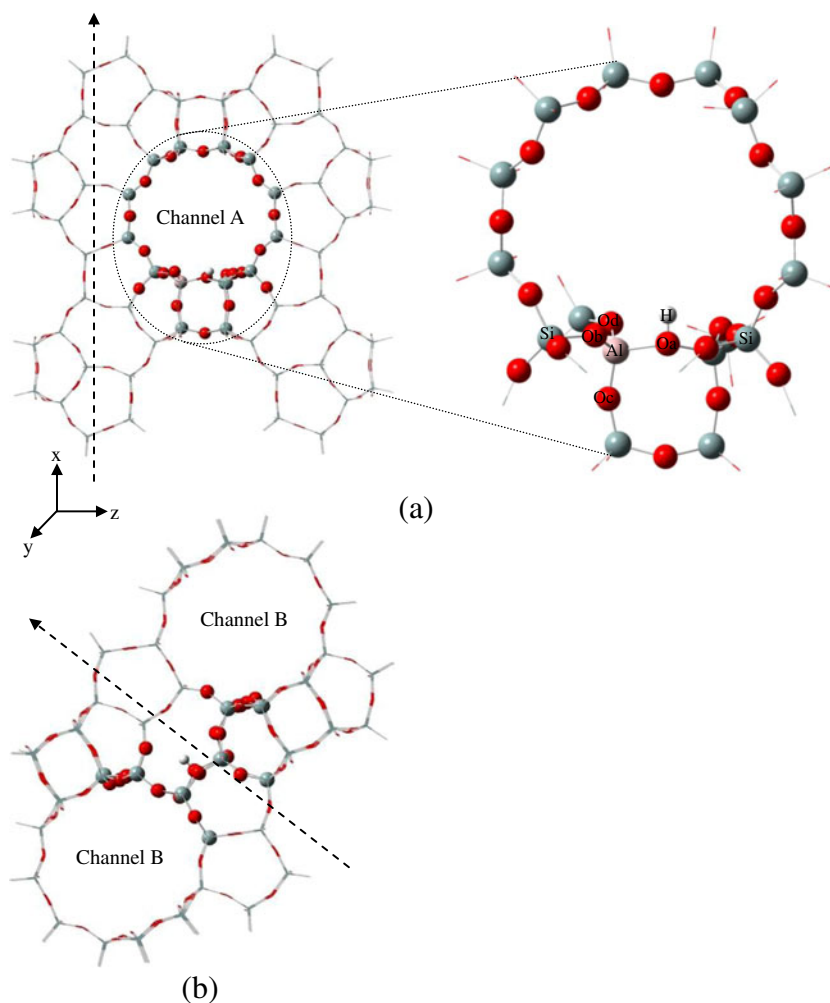 Channel A
H
Si
Od
Ob
Oa
Si
Al
Oc
x
z
y
(a)
Channel B
Channel B
(b)